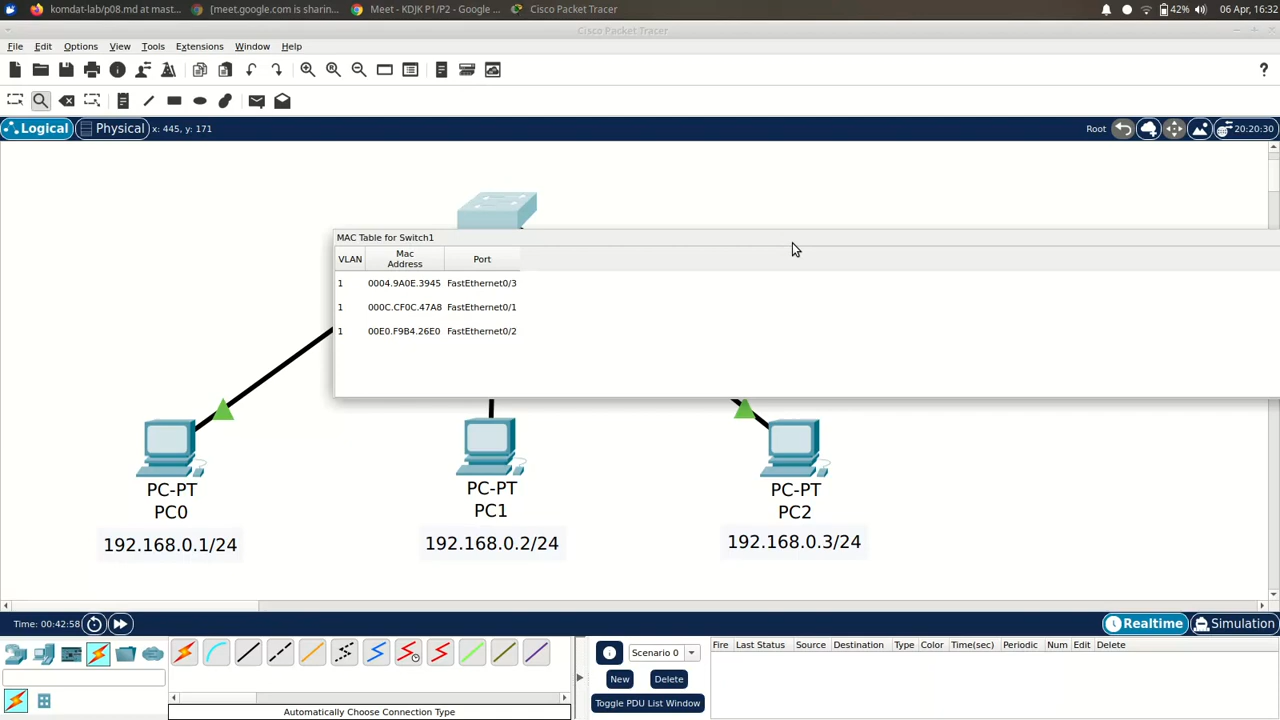 komdat-lab/p08.md at mast... [meet.google.com is sharin... Meet - KDJK P1/P2 - Google ... Cisco Packet Tracer 42% 06 Apr, 16:32
Cisco Packet Tracer
File Edit Options View Tools Extensions Window Help
Logical Physical x: 445, y: 171 Root 20:20:30
MAC Table for Switch1
VLAN Mac Address Port
1 0004.9A0E.3945 FastEthernet0/3
1 000C.CF0C.47A8 FastEthernet0/1
1 00E0.F9B4.26E0 FastEthernet0/2
PC-PT PC-PT PC-PT
PC0 PC1 PC2
192.168.0.1/24 192.168.0.2/24 192.168.0.3/24
Time: 00:42:58 Realtime Simulation
Scenario 0 Fire Last Status Source Destination Type Color Time(sec) Periodic Num Edit Delete
New Delete
Toggle PDU List Window
Automatically Choose Connection Type